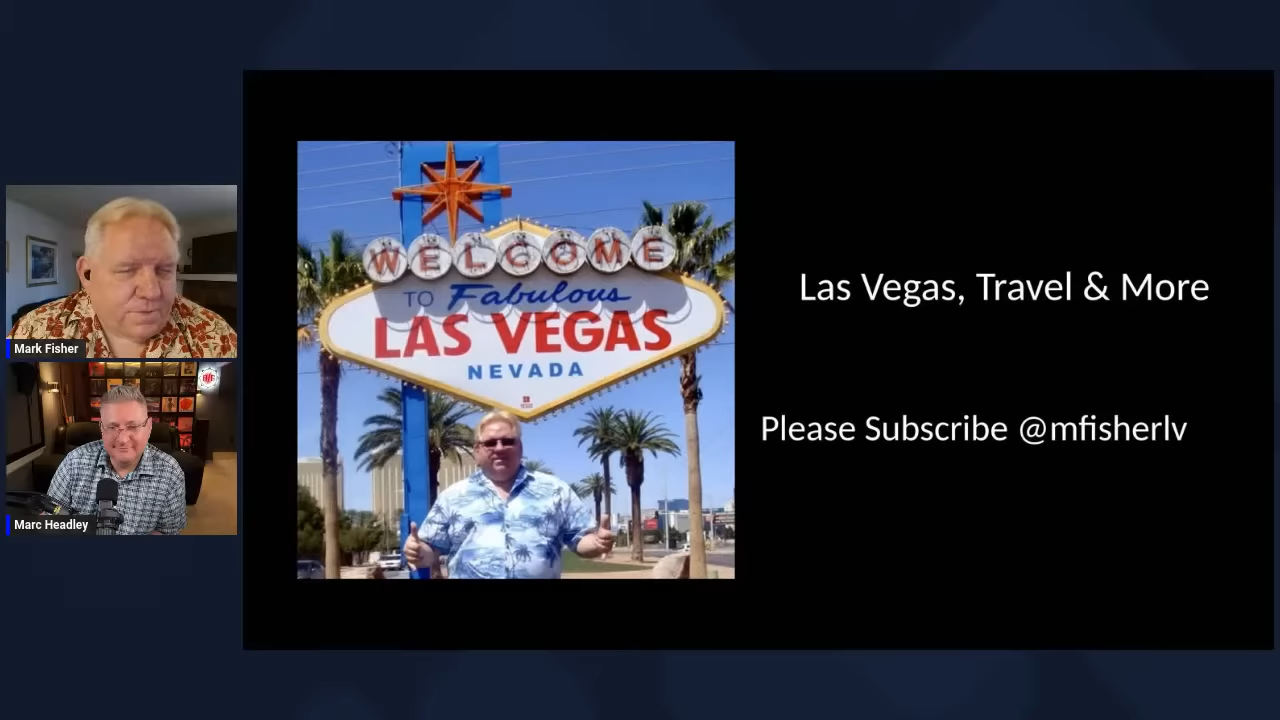 Mark Fisher
Marc Headley
WELCOME
TO Fabulous
LAS VEGAS
NEVADA
Las Vegas, Travel & More
Please Subscribe @mfisherlv